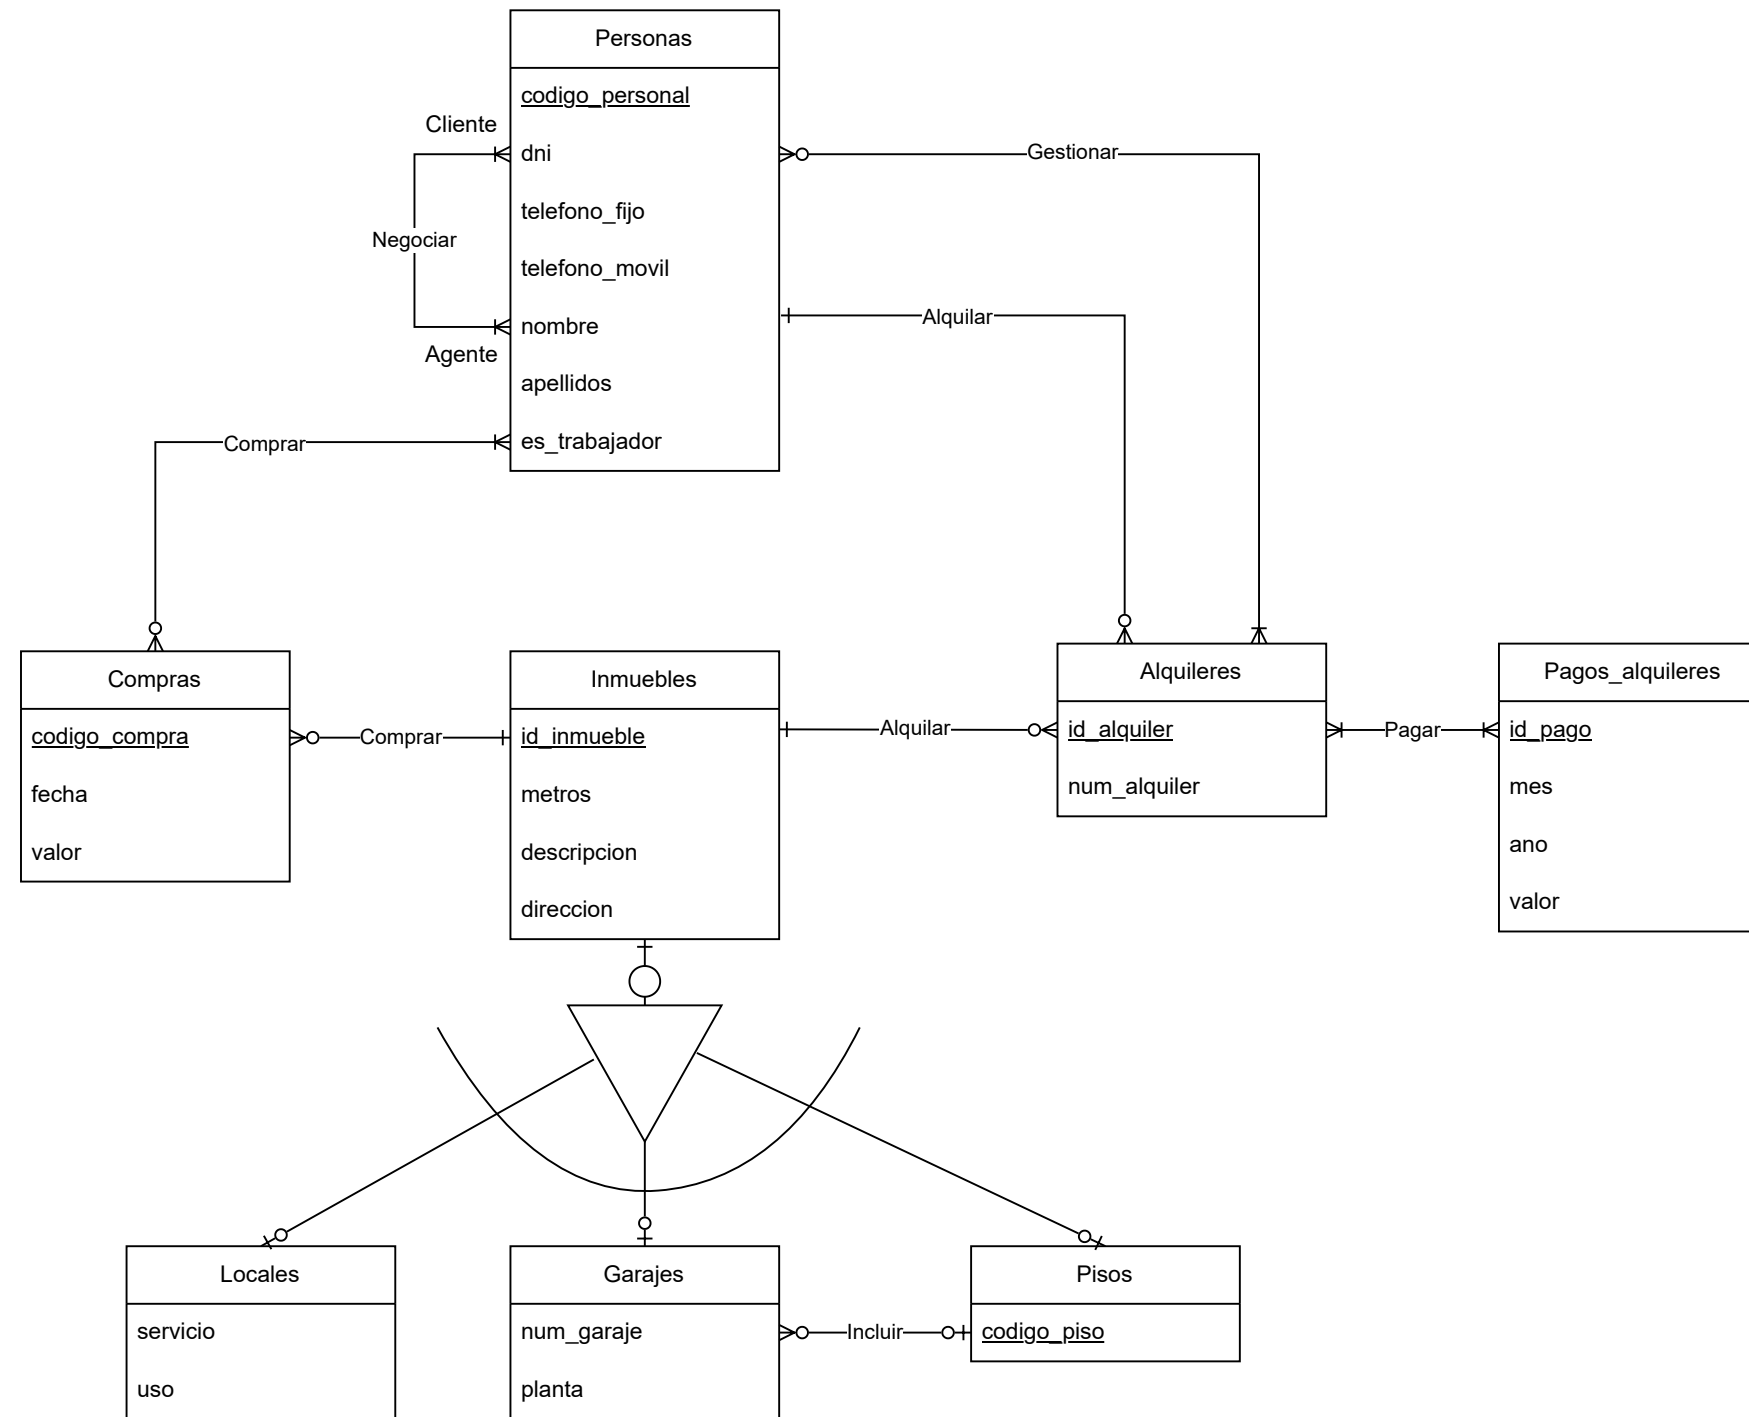 Personas
codigo_personal
Cliente
dni
Gestionar
telefono_fijo
Negociar
telefono_movil
Alquilar
nombre
Agente
apellidos
Comprar
es_trabajador
Compras
codigo_compra
fecha
valor
Comprar
Inmuebles
id_inmueble
metros
descripcion
direccion
Alquilar
Alquileres
id_alquiler
num_alquiler
Pagar
Pagos_alquileres
id_pago
mes
ano
valor
Locales
servicio
uso
Garajes
num_garaje
planta
Incluir
Pisos
codigo_piso